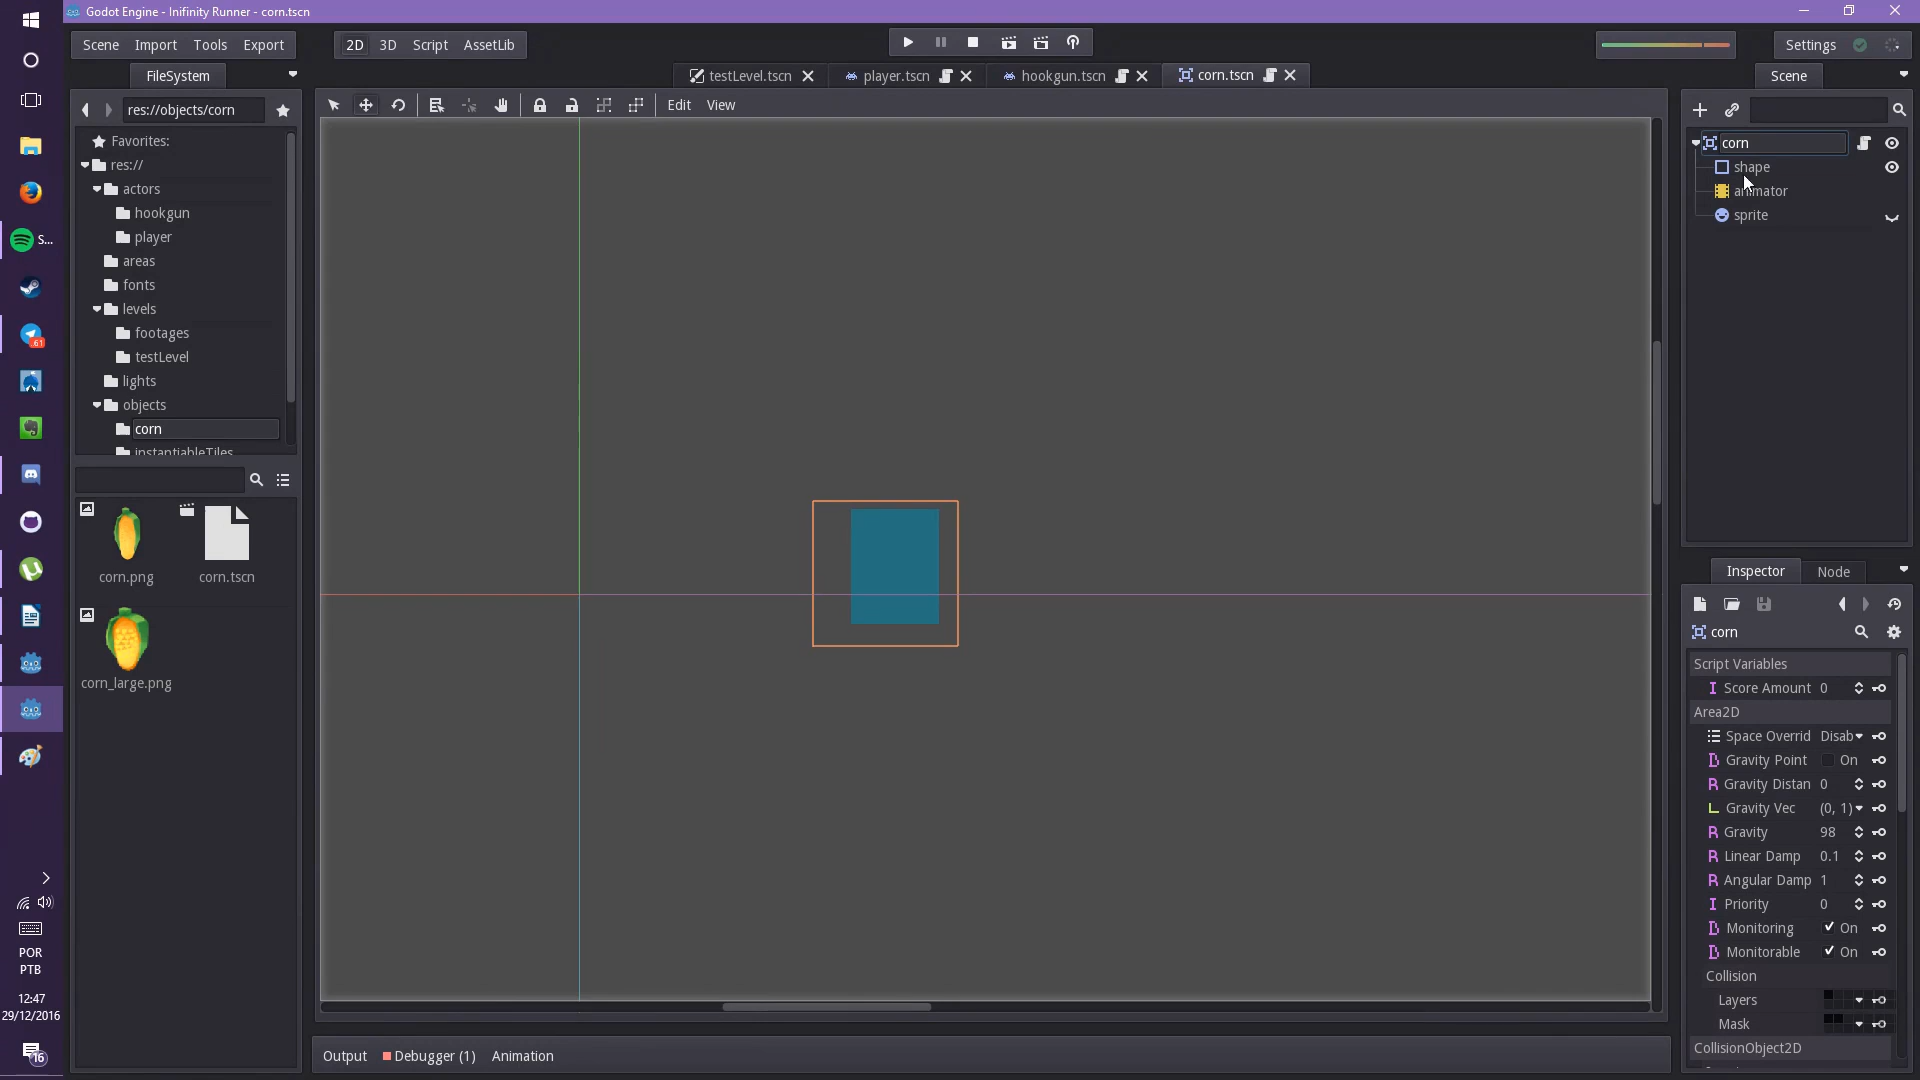 Godot Engine - Inifinity Runner - corn.tscn
Scene Import Tools Export
2D 3D Script AssetLib
Settings
FileSystem
testLevel.tscn
player.tscn
hookgun.tscn
corn.tscn
Scene
res://objects/corn
Edit View
Favorites:
res://
actors
hookgun
player
areas
fonts
levels
footages
testLevel
lights
objects
corn
instantiableTiles
corn.png
corn.tscn
corn_large.png
corn
shape
animator
sprite
Inspector Node
corn
Script Variables
I Score Amount 0
Area2D
Space Overrid Disab
Gravity Point On
R Gravity Distan 0
Gravity Vec (0, 1)
R Gravity 98
R Linear Damp 0.1
R Angular Damp 1
I Priority 0
Monitoring On
Monitorable On
Collision
Layers
Mask
CollisionObject2D
Output Debugger (1) Animation
S...
61
POR
PTB
12:47
29/12/2016
16